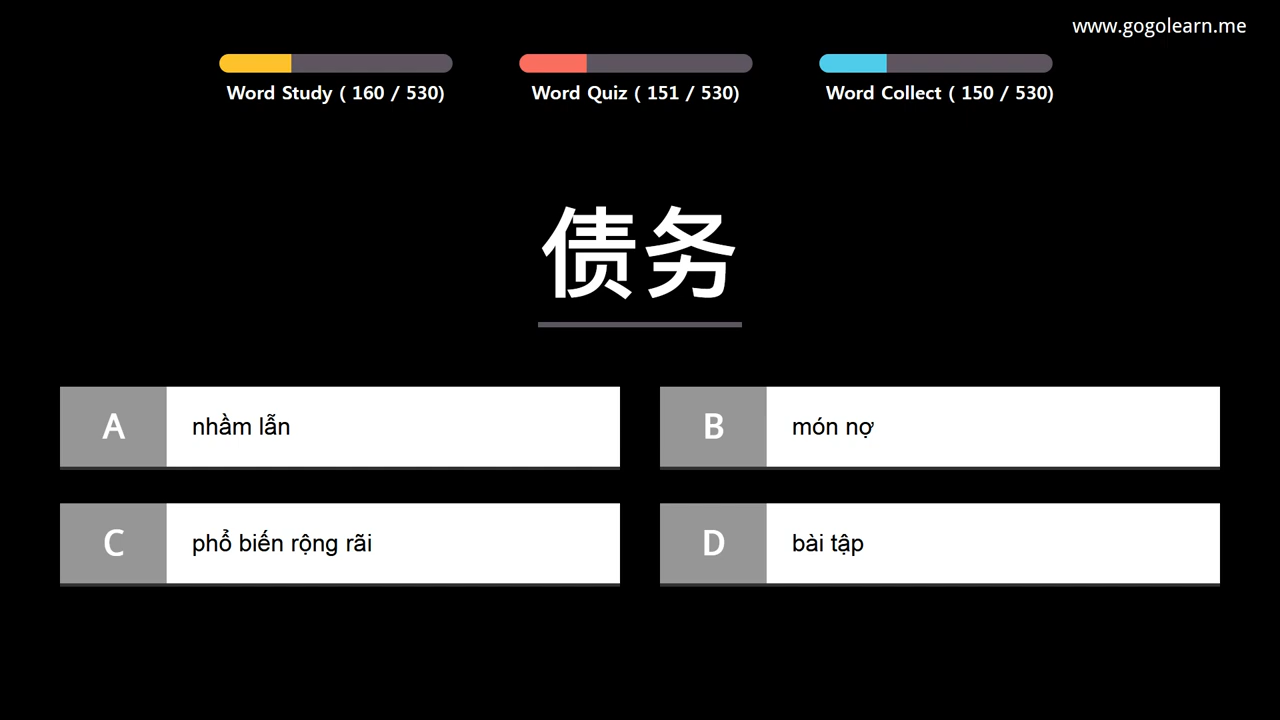 www.gogolearn.me
Word Study ( 160 / 530)
Word Quiz ( 151 / 530)
Word Collect ( 150 / 530)
债务
A
nhầm lẫn
B
món nợ
C
phổ biến rộng rãi
D
bài tập